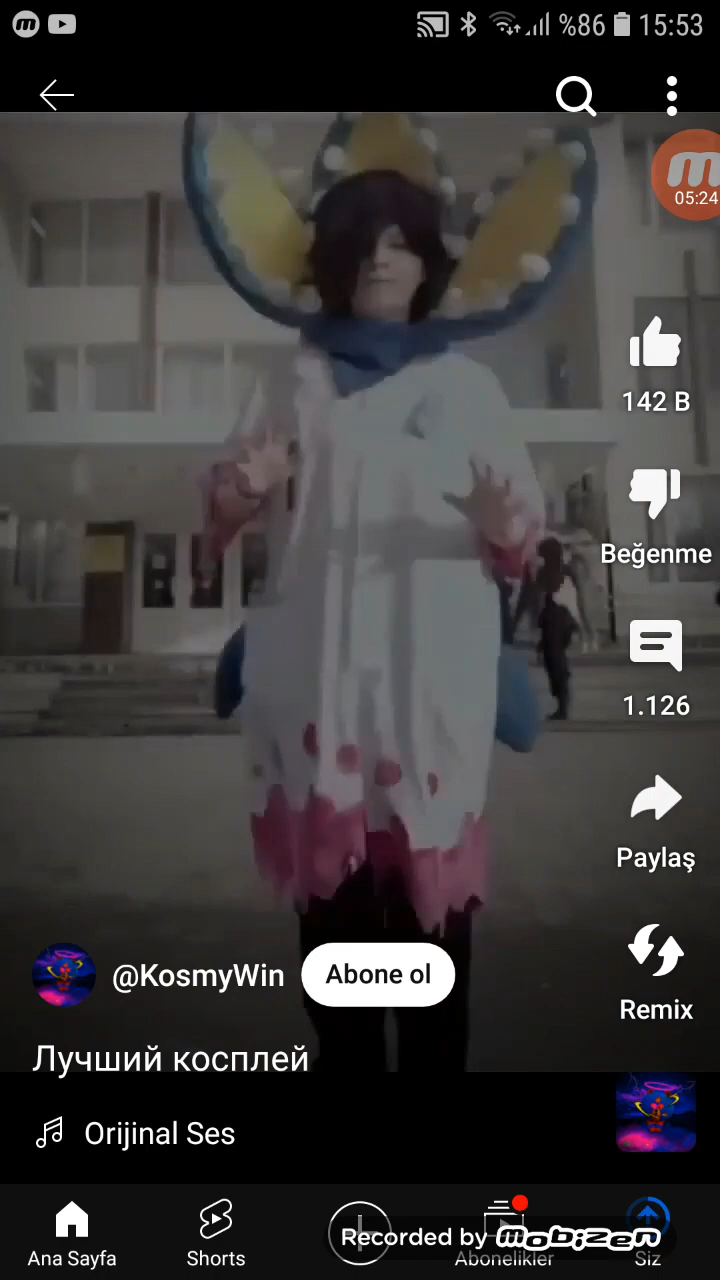 %86 15:53
05:24
142 B
Beğenme
1.126
Paylaş
Remix
@KosmyWin Abone ol
Лучший косплей
Orijinal Ses
Ana Sayfa Shorts Abonelikler Siz
Recorded by mobizen